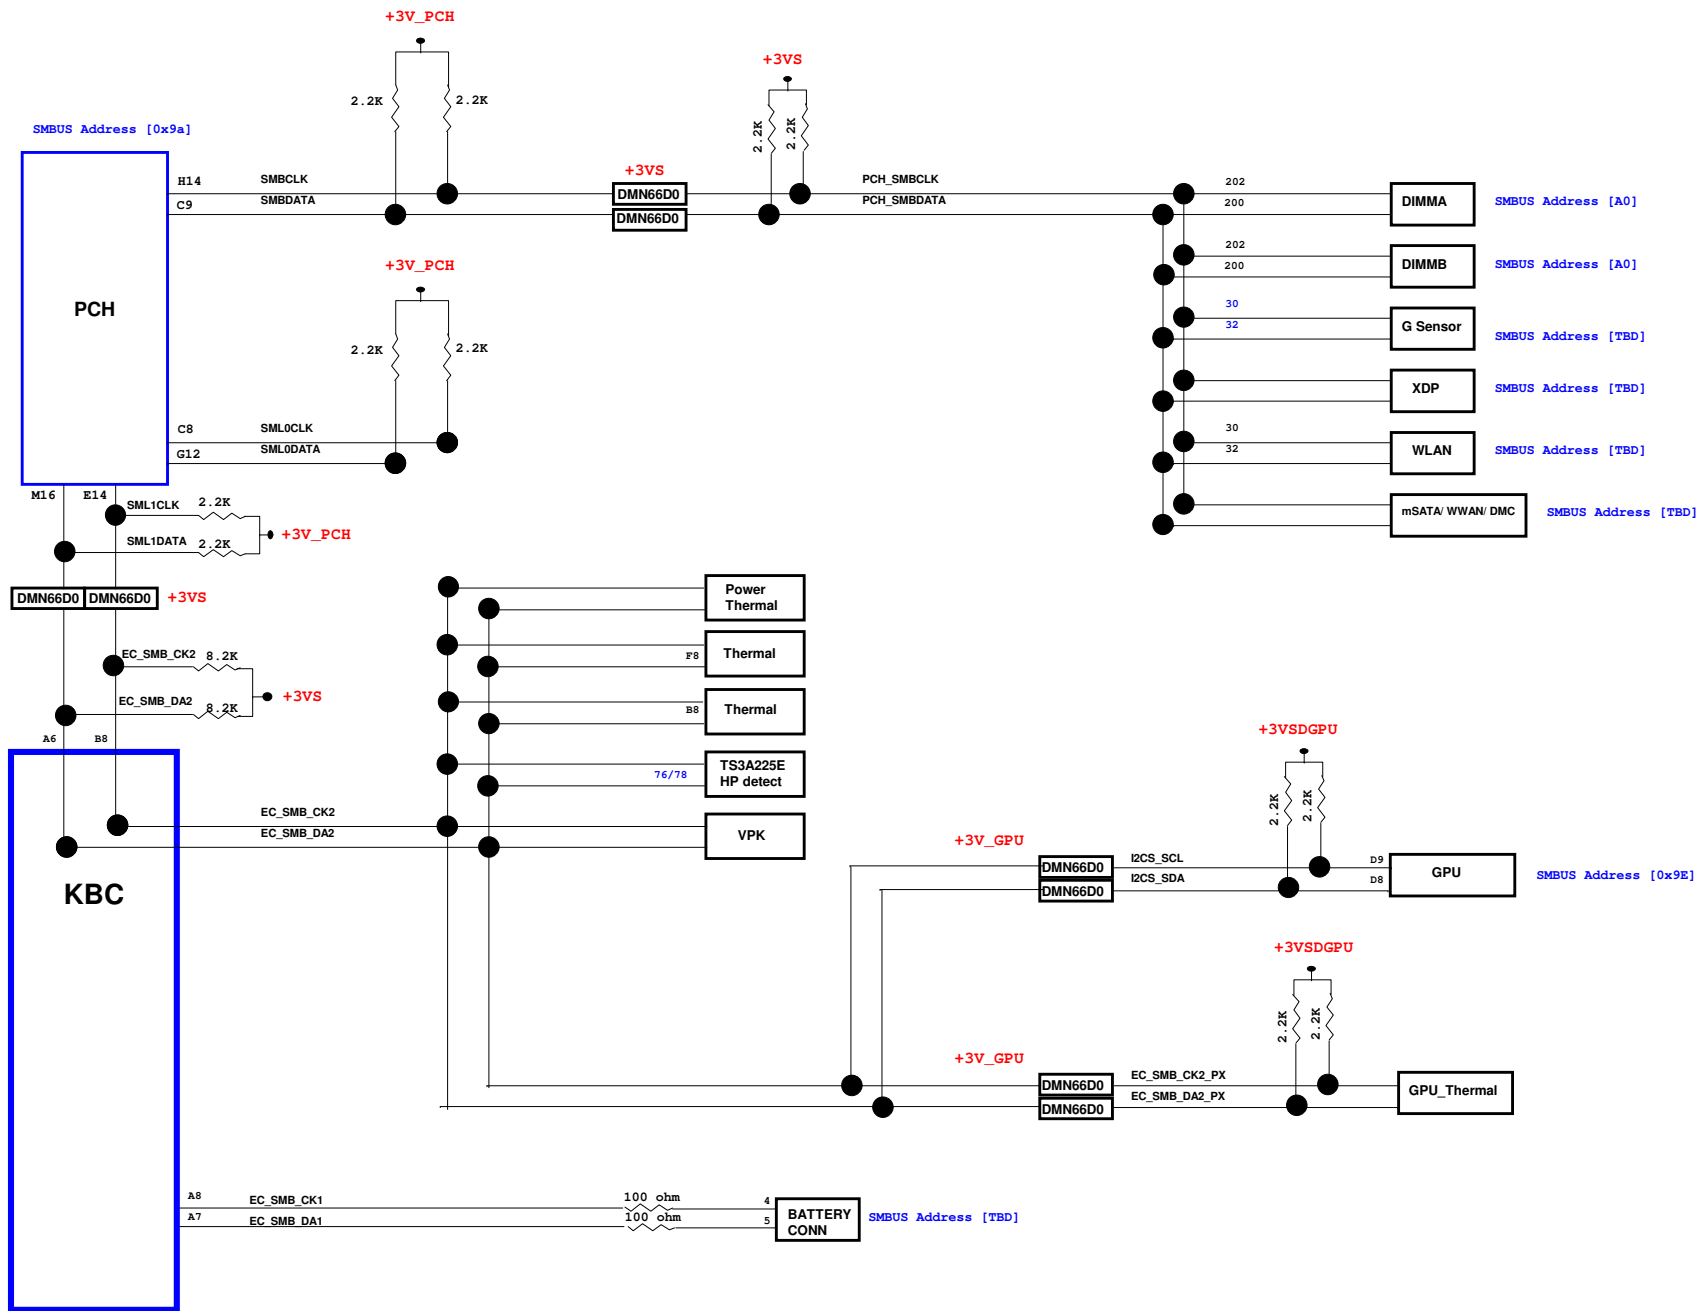 +3V_PCH
+3VS
2.2K
2.2K
2.2K
2.2K
SMBUS Address [0x9a]
PCH
H14
SMBCLK
C9
SMBDATA
+3VS
DMN66D0
DMN66D0
PCH_SMBCLK
PCH_SMBDATA
202
200
DIMMA
SMBUS Address [A0]
202
200
DIMMB
SMBUS Address [A0]
30
32
G Sensor
SMBUS Address [TBD]
XDP
SMBUS Address [TBD]
30
32
WLAN
SMBUS Address [TBD]
mSATA/ WWAN/ DMC
SMBUS Address [TBD]
+3V_PCH
2.2K
2.2K
C8
SML0CLK
G12
SML0DATA
M16
E14
SML1CLK
2.2K
SML1DATA
2.2K
+3V_PCH
DMN66D0
DMN66D0
+3VS
EC_SMB_CK2
8.2K
EC_SMB_DA2
8.2K
+3VS
A6
B8
KBC
EC_SMB_CK2
EC_SMB_DA2
Power
Thermal
F8
Thermal
B8
Thermal
76/78
TS3A225E
HP detect
VPK
+3VSDGPU
2.2K
2.2K
+3V_GPU
DMN66D0
DMN66D0
I2CS_SCL
I2CS_SDA
D9
D8
GPU
SMBUS Address [0x9E]
+3VSDGPU
2.2K
2.2K
+3V_GPU
DMN66D0
DMN66D0
EC_SMB_CK2_PX
EC_SMB_DA2_PX
GPU_Thermal
A8
EC_SMB_CK1
A7
EC_SMB_DA1
100 ohm
100 ohm
4
5
BATTERY
CONN
SMBUS Address [TBD]